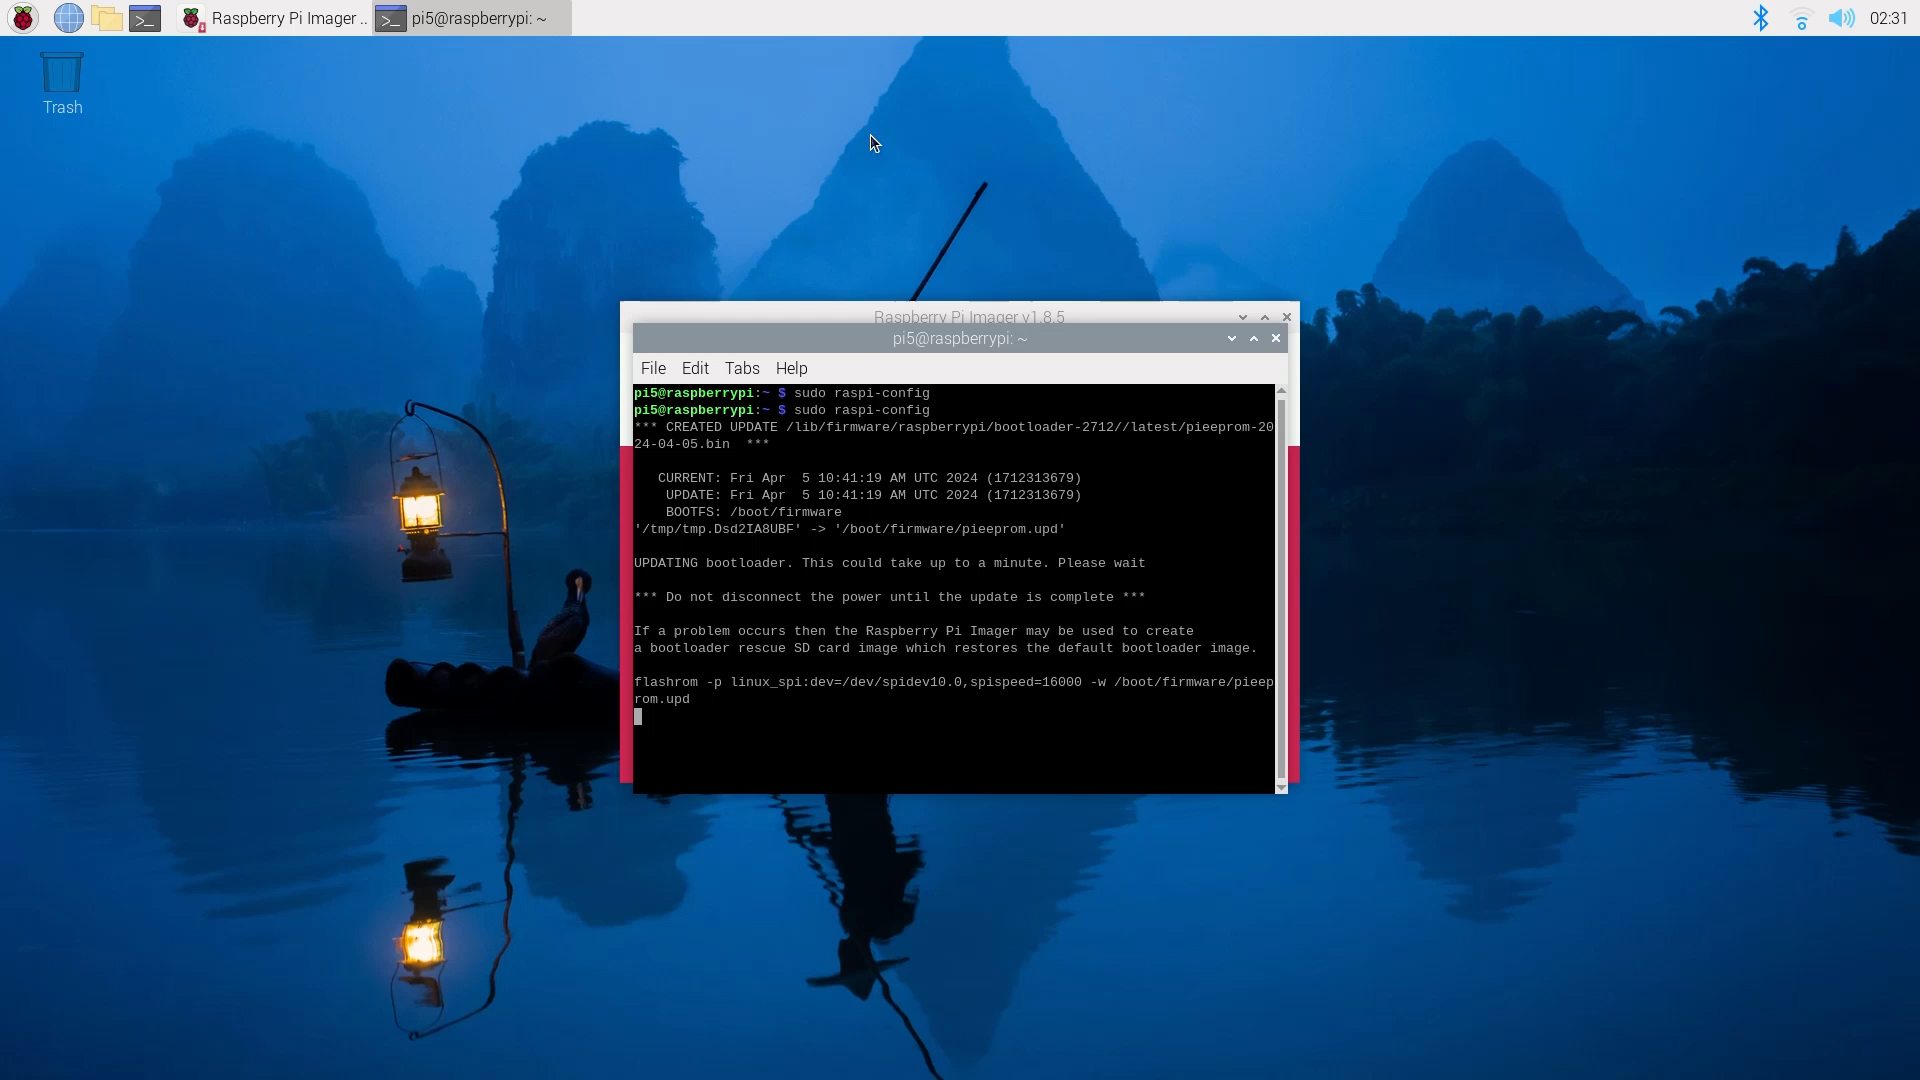 Raspberry Pi Imager ..
pi5@raspberrypi: ~
02:31
Trash
Raspberry Pi Imager v1.8.5
pi5@raspberrypi: ~
File Edit Tabs Help
pi5@raspberrypi:~ $ sudo raspi-config
pi5@raspberrypi:~ $ sudo raspi-config
*** CREATED UPDATE /lib/firmware/raspberrypi/bootloader-2712//latest/pieeprom-20
24-04-05.bin  ***
CURRENT: Fri Apr  5 10:41:19 AM UTC 2024 (1712313679)
UPDATE: Fri Apr  5 10:41:19 AM UTC 2024 (1712313679)
BOOTFS: /boot/firmware
'/tmp/tmp.Dsd2IA8UBF' -> '/boot/firmware/pieeprom.upd'
UPDATING bootloader. This could take up to a minute. Please wait
*** Do not disconnect the power until the update is complete ***
If a problem occurs then the Raspberry Pi Imager may be used to create
a bootloader rescue SD card image which restores the default bootloader image.
flashrom -p linux_spi:dev=/dev/spidev10.0,spispeed=16000 -w /boot/firmware/pieep
rom.upd